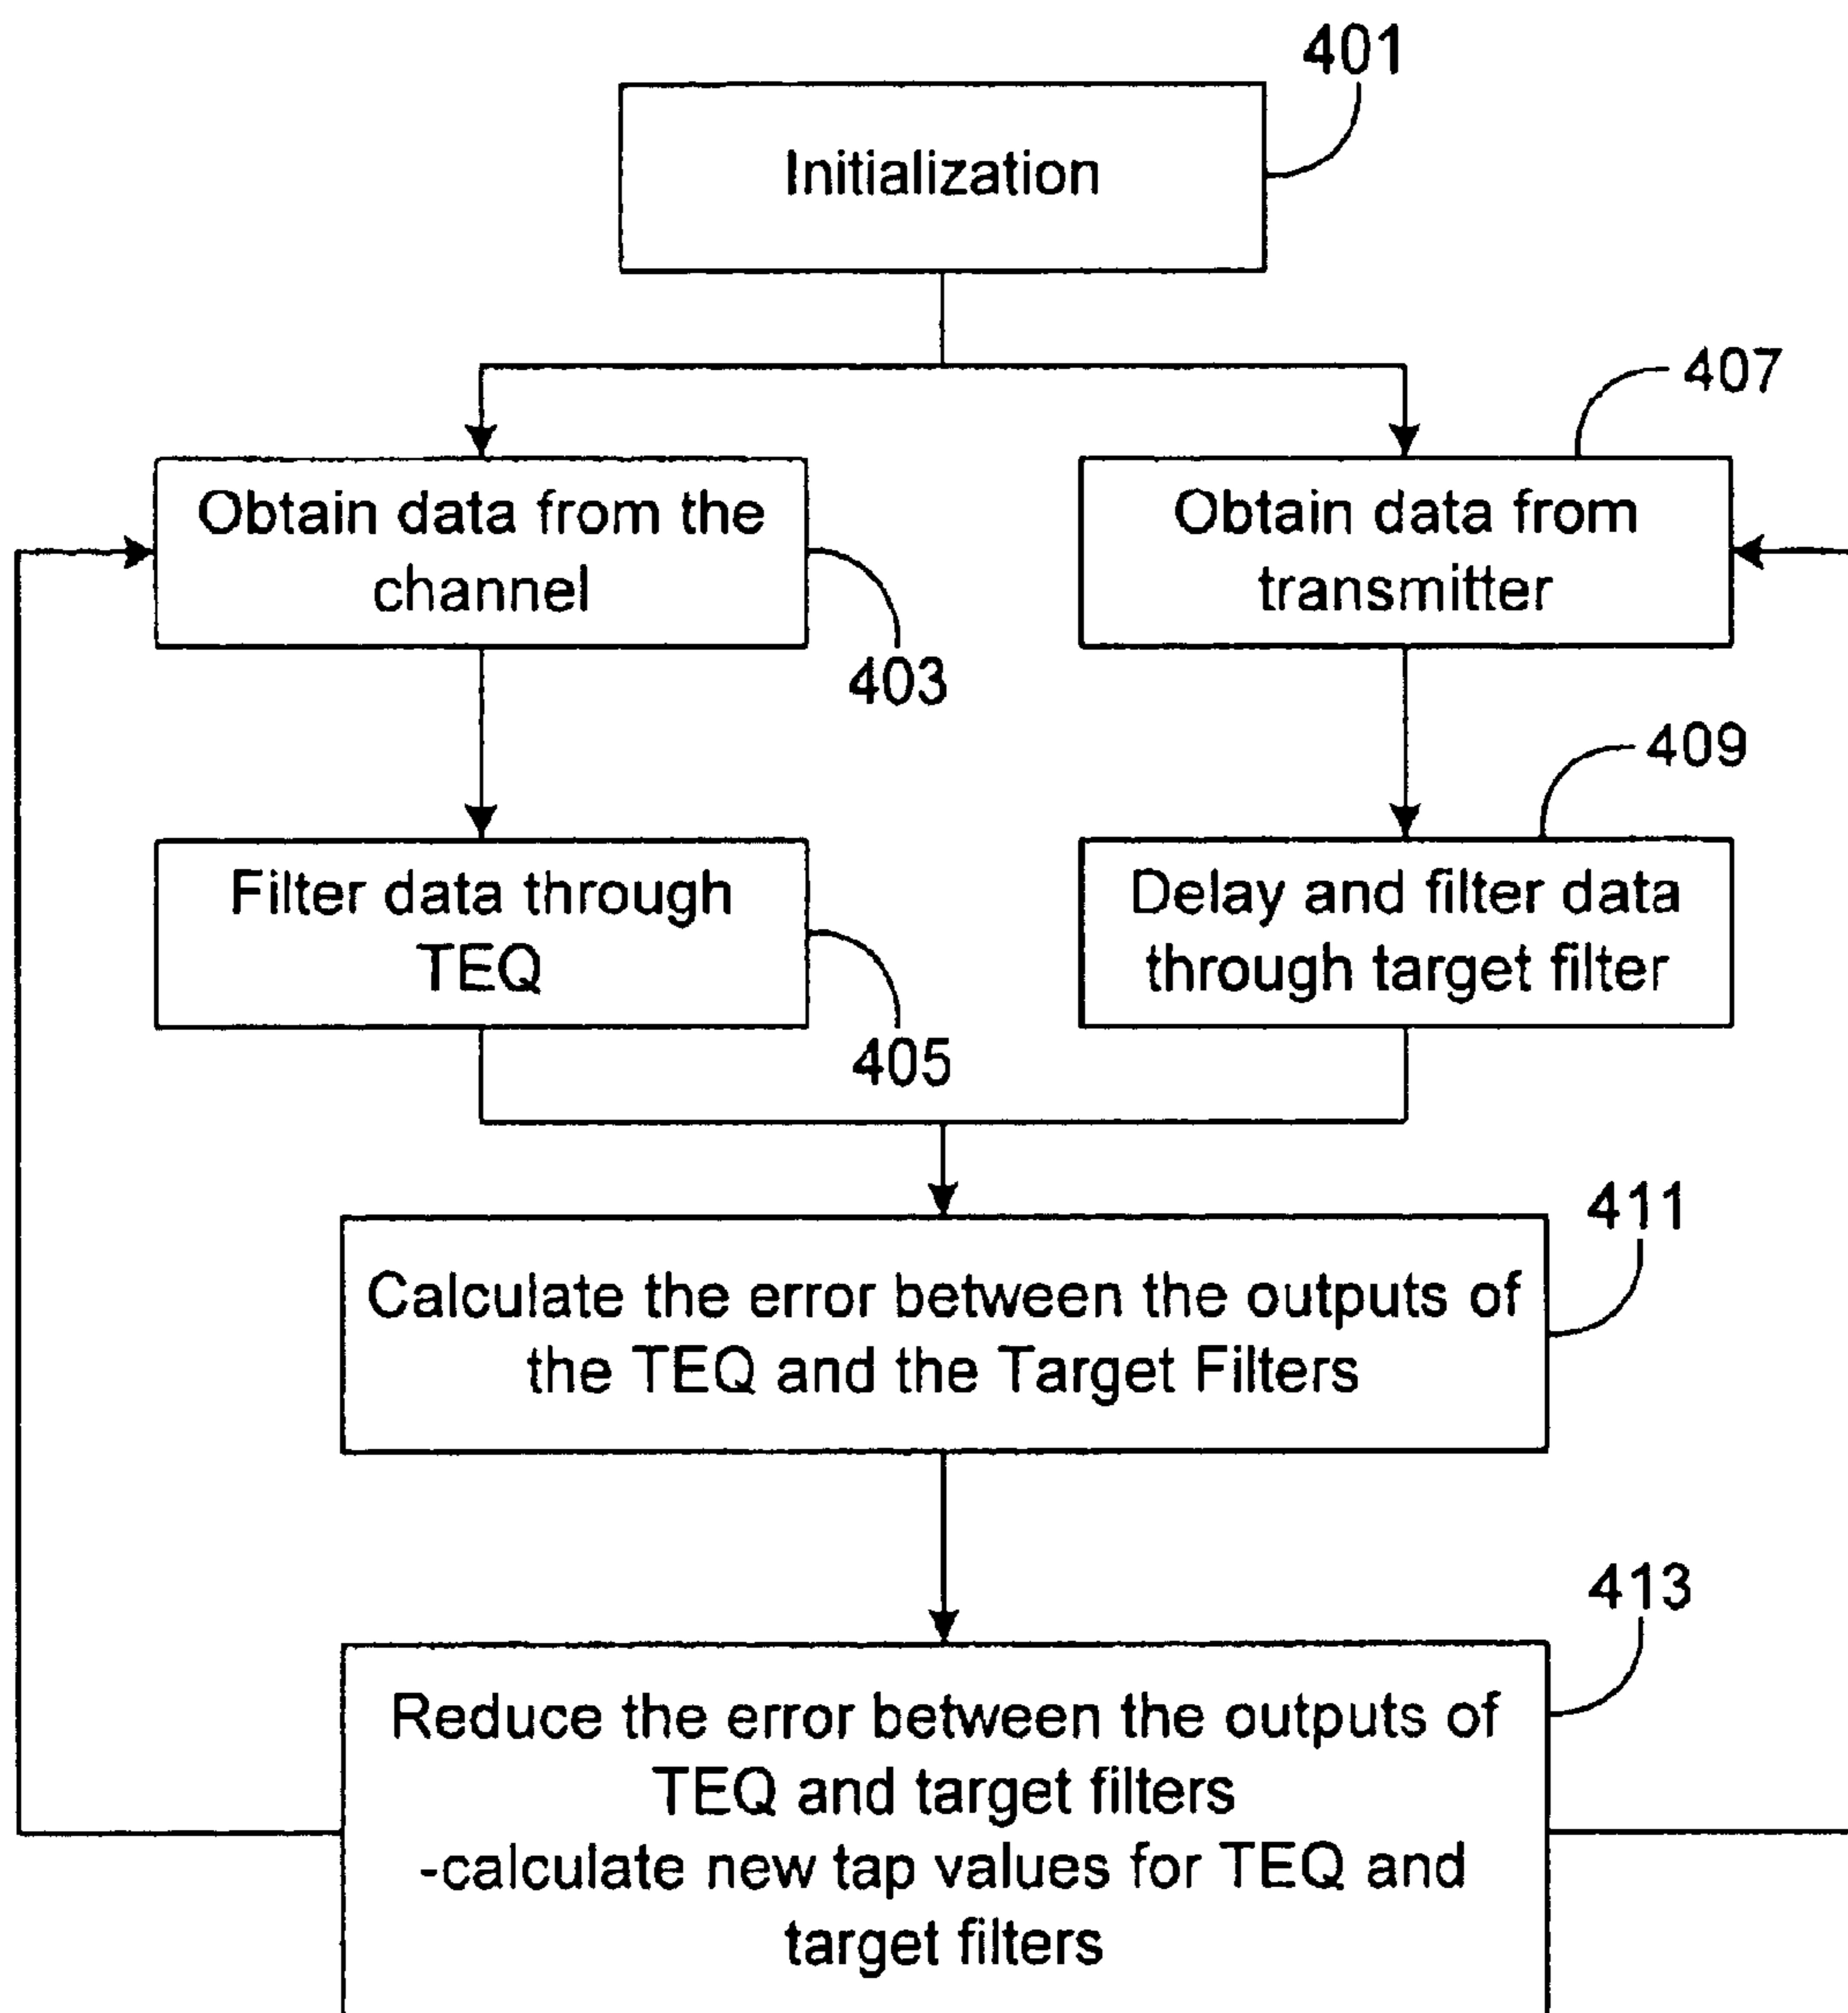 401
Initialization
407
Obtain data from the
channel
403
Obtain data from
transmitter
409
Filter data through
TEQ
405
Delay and filter data
through target filter
411
Calculate the error between the outputs of
the TEQ and the Target Filters
413
Reduce the error between the outputs of
TEQ and target filters
-calculate new tap values for TEQ and
target filters